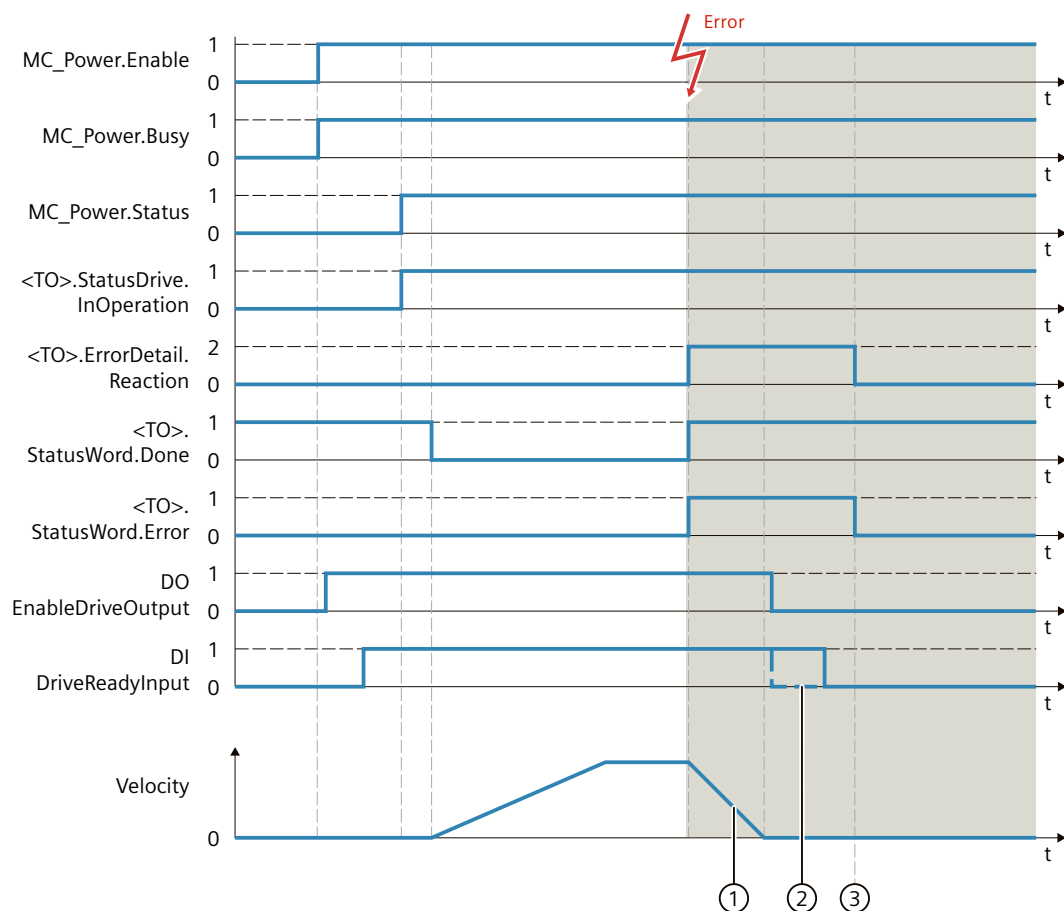 Error
1
MC_Power.Enable
0
t
1
MC_Power.Busy
0
t
1
MC_Power.Status
0
t
1
<TO>.StatusDrive.
InOperation
0
t
2
<TO>.ErrorDetail.
Reaction
0
t
1
<TO>.
StatusWord.Done
0
t
1
<TO>.
StatusWord.Error
0
t
1
DO
EnableDriveOutput
0
t
1
DI
DriveReadyInput
0
t
Velocity
0
t
1 2 3